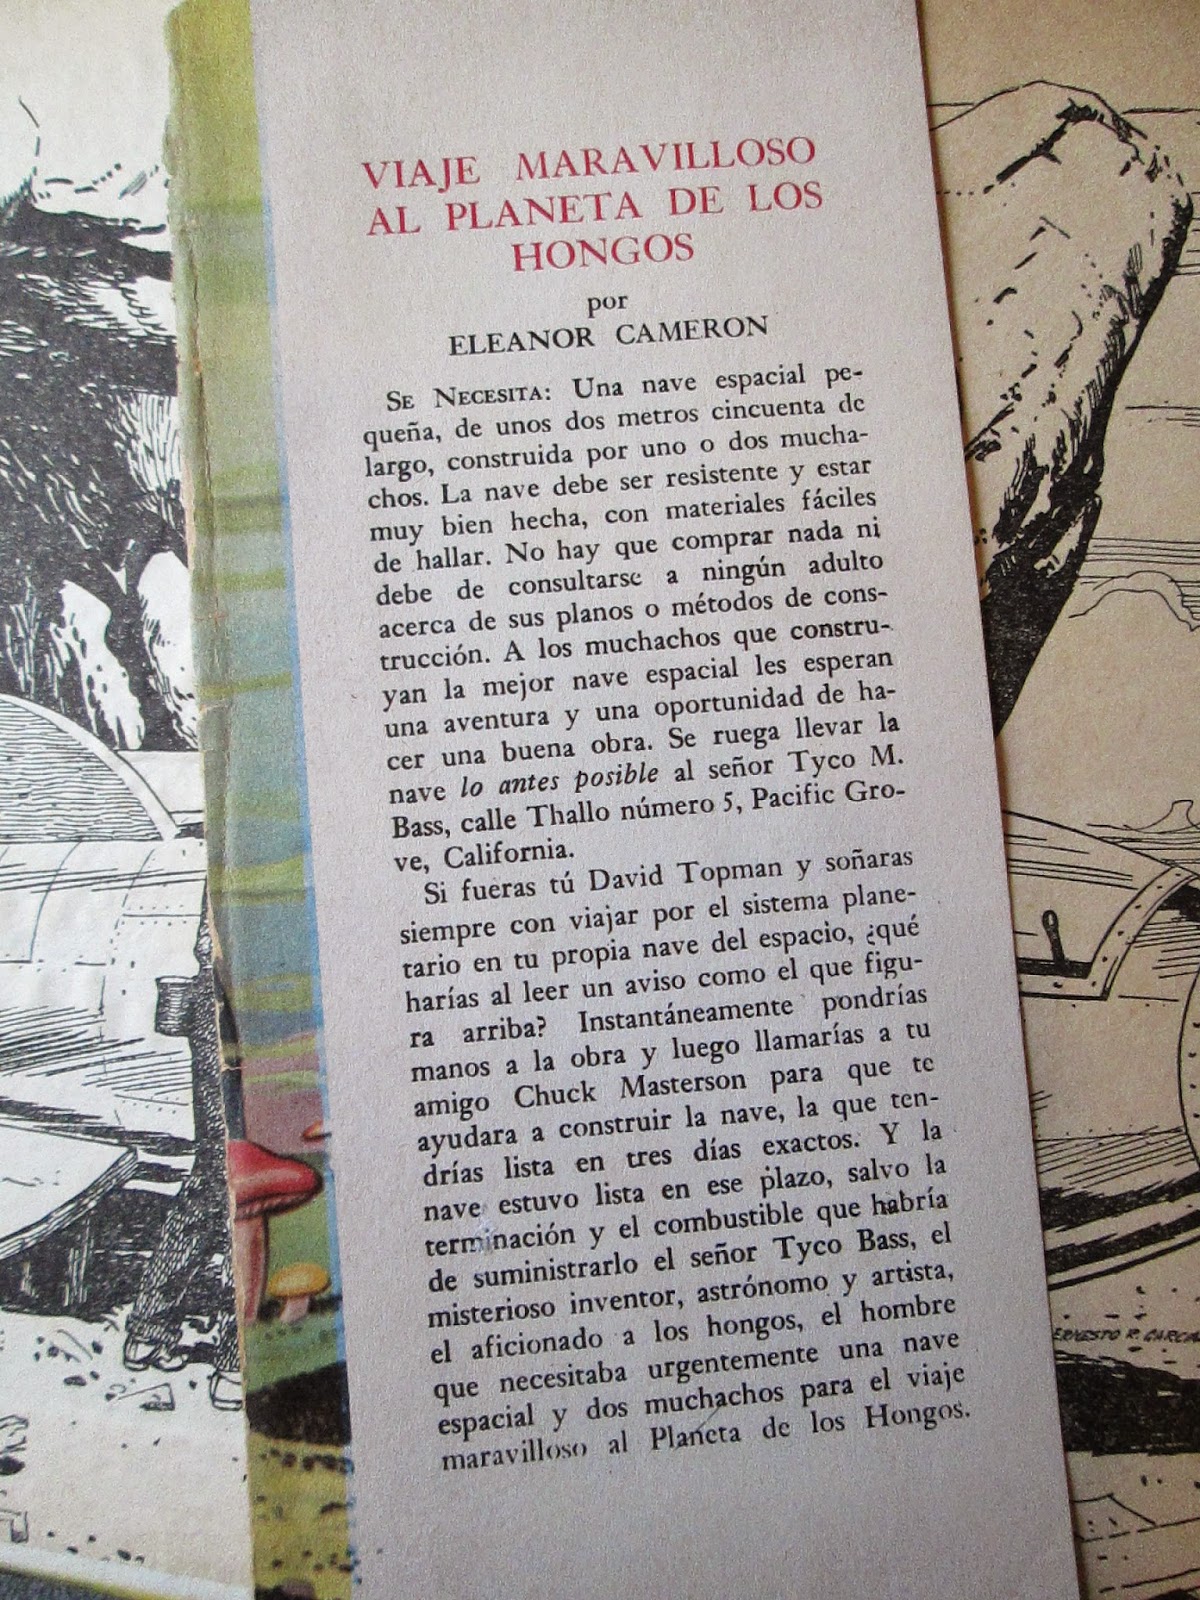 VIAJE MARAVILLOSO
AL PLANETA DE LOS
HONGOS
por
ELEANOR CAMERON
SE NECESITA: Una nave espacial pe-
queña, de unos dos metros cincuenta de
largo, construida por uno o dos mucha-
chos. La nave debe ser resistente y estar
muy bien hecha, con materiales fáciles
de hallar. No hay que comprar nada ni
debe de consultarse a ningún adulto
acerca de sus planos o métodos de cons-
trucción. A los muchachos que constru-
yan la mejor nave espacial les esperan
una aventura y una oportunidad de ha-
cer una buena obra. Se ruega llevar la
nave lo antes posible al señor Tyco M.
Bass, calle Thallo número 5, Pacific Gro-
ve, California.
Si fueras tú David Topman y soñaras
siempre con viajar por el sistema plane-
tario en tu propia nave del espacio, ¿qué
harías al leer un aviso como el que figu-
ra arriba? Instantáneamente pondrías
manos a la obra y luego llamarías a tu
amigo Chuck Masterson para que te
ayudara a construir la nave, la que ten-
drías lista en tres días exactos. Y la
nave estuvo lista en ese plazo, salvo la
terminación y el combustible que habría
de suministrarlo el señor Tyco Bass, el
misterioso inventor, astrónomo y artista,
el aficionado a los hongos, el hombre
que necesitaba urgentemente una nave
espacial y dos muchachos para el viaje
maravilloso al Planeta de los Hongos.
ERNESTO R. GARCIA